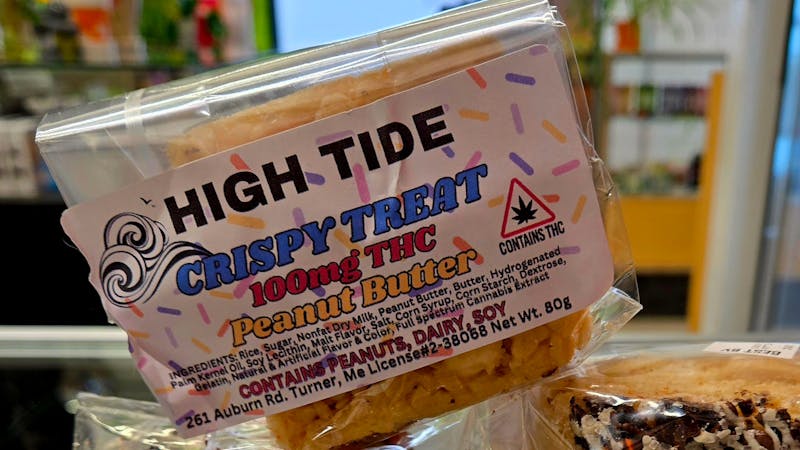 HIGH TIDE
CRISPY TREAT
100mg THC
Peanut Butter
CONTAINS THC
INGREDIENTS: Rice, Sugar, Nonfat Dry Milk, Peanut Butter, Butter, Hydrogenated
Palm Kernel Oil, Soy Lecithin, Malt Flavor, Salt, Corn Syrup, Corn Starch, Dextrose,
Gelatin, Natural & Artificial Flavor & Color, Full Spectrum Cannabis Extract
CONTAINS PEANUTS, DAIRY, SOY
261 Auburn Rd. Turner, Me License#2-38068 Net Wt. 80g
BEST BY